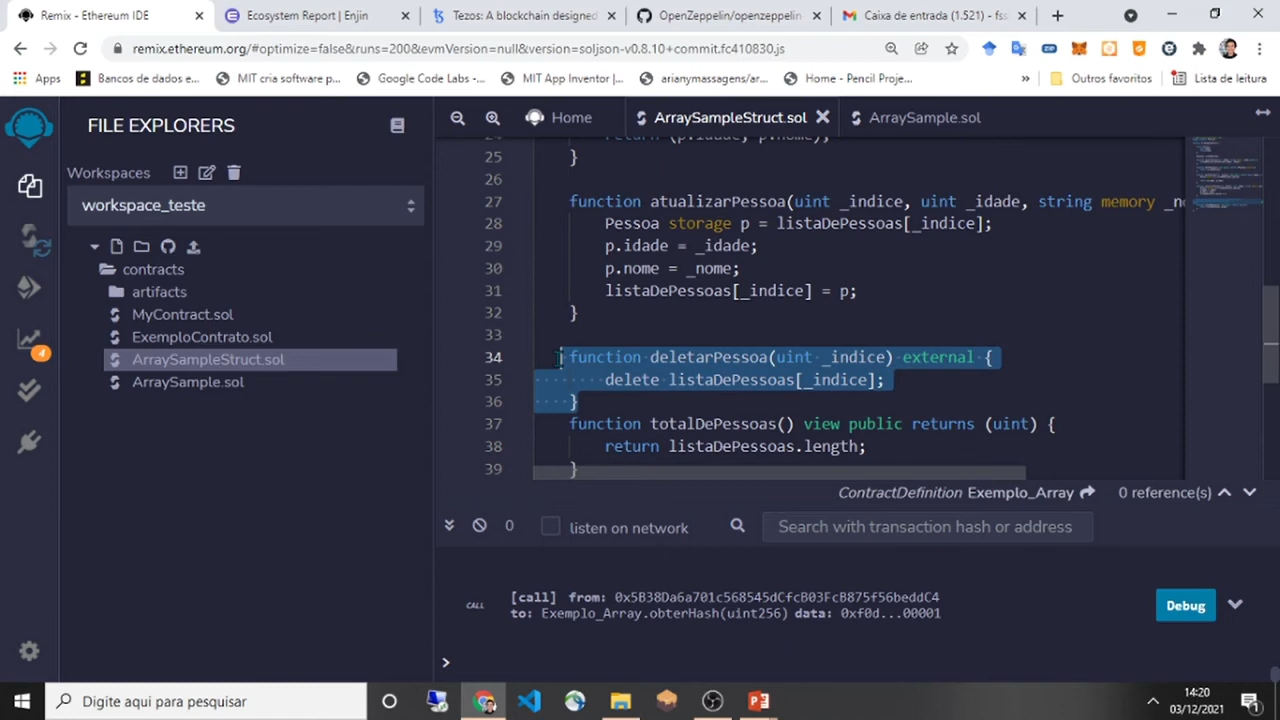 Remix - Ethereum IDE
Ecosystem Report | Enjin
Tezos: A blockchain designed
OpenZeppelin/openzeppelin-
Caixa de entrada (1.521) - fss
remix.ethereum.org/#optimize=false&runs=200&evmVersion=null&version=soljson-v0.8.10+commit.fc410830.js
Apps
Bancos de dados e...
MIT cria software p...
Google Code Labs -...
MIT App Inventor |...
arianymassagens/ar...
Home - Pencil Proje...
»
Outros favoritos
Lista de leitura
FILE EXPLORERS
Workspaces
workspace_teste
contracts
artifacts
MyContract.sol
ExemploContrato.sol
ArraySampleStruct.sol
ArraySample.sol
4
Home
ArraySampleStruct.sol
ArraySample.sol
24 return (p.idade, p.nome);
25 }
26
27 function atualizarPessoa(uint _indice, uint _idade, string memory _no
28 Pessoa storage p = listaDePessoas[_indice];
29 p.idade = _idade;
30 p.nome = _nome;
31 listaDePessoas[_indice] = p;
32 }
33
34 function deletarPessoa(uint _indice) external {
35 delete listaDePessoas[_indice];
36 }
37 function totalDePessoas() view public returns (uint) {
38 return listaDePessoas.length;
39 }
ContractDefinition Exemplo_Array 0 reference(s)
0 listen on network Search with transaction hash or address
CALL
[call] from: 0x5B38Da6a701c568545dCfcB03FcB875f56beddC4
to: Exemplo_Array.obterHash(uint256) data: 0xf0d...00001
Debug
>
Digite aqui para pesquisar
14:20
03/12/2021